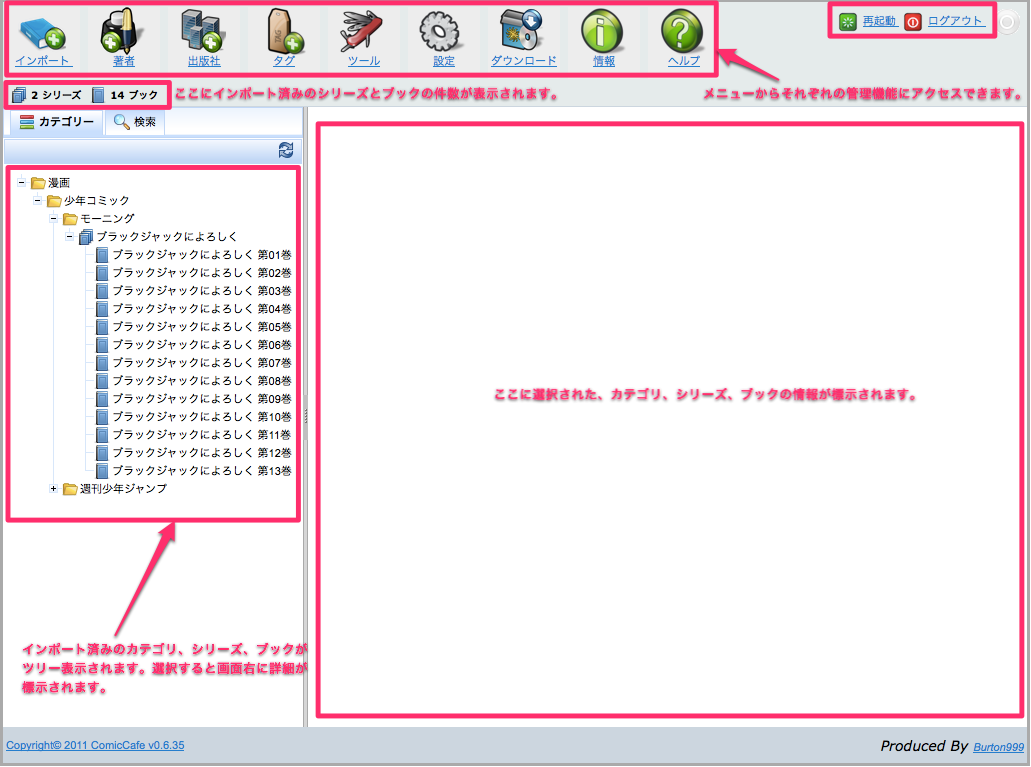 インポート 著者 出版社 タグ ツール 設定 ダウンロード 情報 ヘルプ 再起動 ログアウト
TAG
2 シリーズ 14 ブック ここにインポート済みのシリーズとブックの件数が表示されます。 メニューからそれぞれの管理機能にアクセスできます。
カテゴリー 検索
漫画
少年コミック
モーニング
ブラックジャックによろしく
ブラックジャックによろしく 第01巻
ブラックジャックによろしく 第02巻
ブラックジャックによろしく 第03巻
ブラックジャックによろしく 第04巻
ブラックジャックによろしく 第05巻
ブラックジャックによろしく 第06巻
ブラックジャックによろしく 第07巻
ブラックジャックによろしく 第08巻
ブラックジャックによろしく 第09巻
ブラックジャックによろしく 第10巻
ブラックジャックによろしく 第11巻
ブラックジャックによろしく 第12巻
ブラックジャックによろしく 第13巻
週刊少年ジャンプ
ここに選択された、カテゴリ、シリーズ、ブックの情報が標示されます。
インポート済みのカテゴリ、シリーズ、ブックが
ツリー表示されます。選択すると画面右に詳細が
標示されます。
Copyright© 2011 ComicCafe v0.6.35
Produced By Burton999